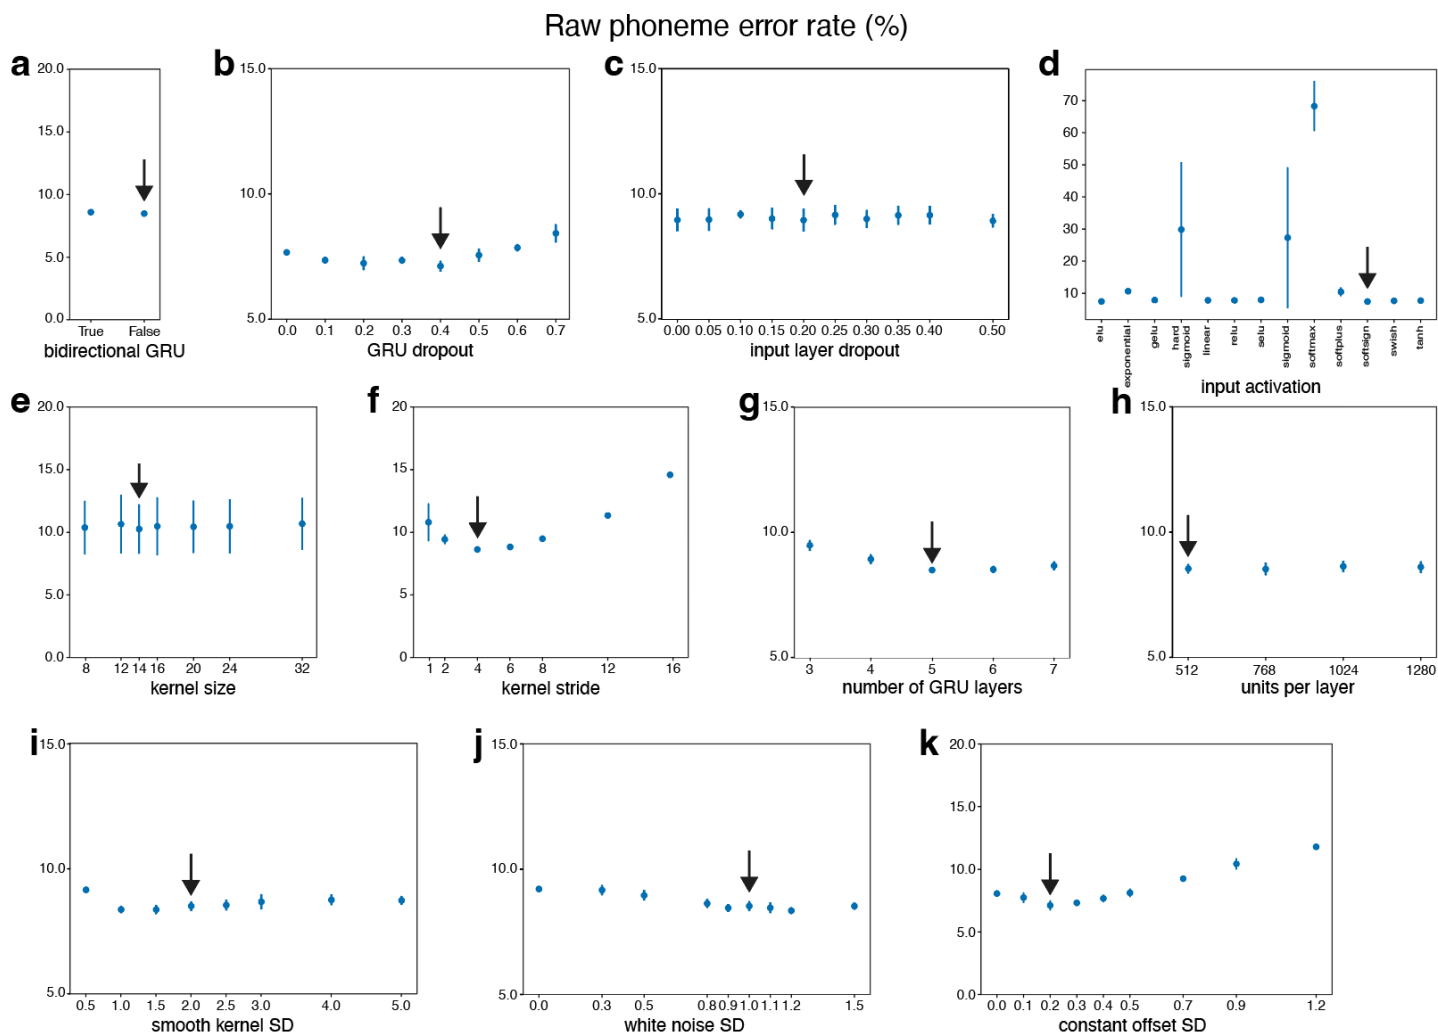 Raw phoneme error rate (%)
a
20.0
15.0
10.0
5.0
0.0
True False
bidirectional GRU
b
15.0
10.0
5.0
0.0 0.1 0.2 0.3 0.4 0.5 0.6 0.7
GRU dropout
c
15.0
10.0
5.0
0.00 0.05 0.10 0.15 0.20 0.25 0.30 0.35 0.40 0.50
input layer dropout
d
70
60
50
40
30
20
10
elu
exponential
gelu
hard
sigmoid
linear
relu
selu
sigmoid
softmax
softplus
softsign
swish
tanh
input activation
e
20.0
15.0
10.0
5.0
0.0
8 12 14 16 20 24 32
kernel size
f
20
15
10
5
0
1 2 4 6 8 12 16
kernel stride
g
15.0
10.0
5.0
3 4 5 6 7
number of GRU layers
h
15.0
10.0
5.0
512 768 1024 1280
units per layer
i
15.0
10.0
5.0
0.5 1.0 1.5 2.0 2.5 3.0 4.0 5.0
smooth kernel SD
j
15.0
10.0
5.0
0.0 0.3 0.5 0.8 0.9 1.0 1.1 1.2 1.5
white noise SD
k
20.0
15.0
10.0
5.0
0.0
0.0 0.1 0.2 0.3 0.4 0.5 0.7 0.9 1.2
constant offset SD